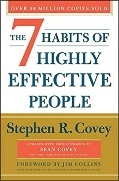 OVER 40 MILLION COPIES SOLD
THE
7 HABITS OF
HIGHLY
EFFECTIVE
PEOPLE
Stephen R. Covey
SEAN COVEY
FOREWORD BY JIM COLLINS